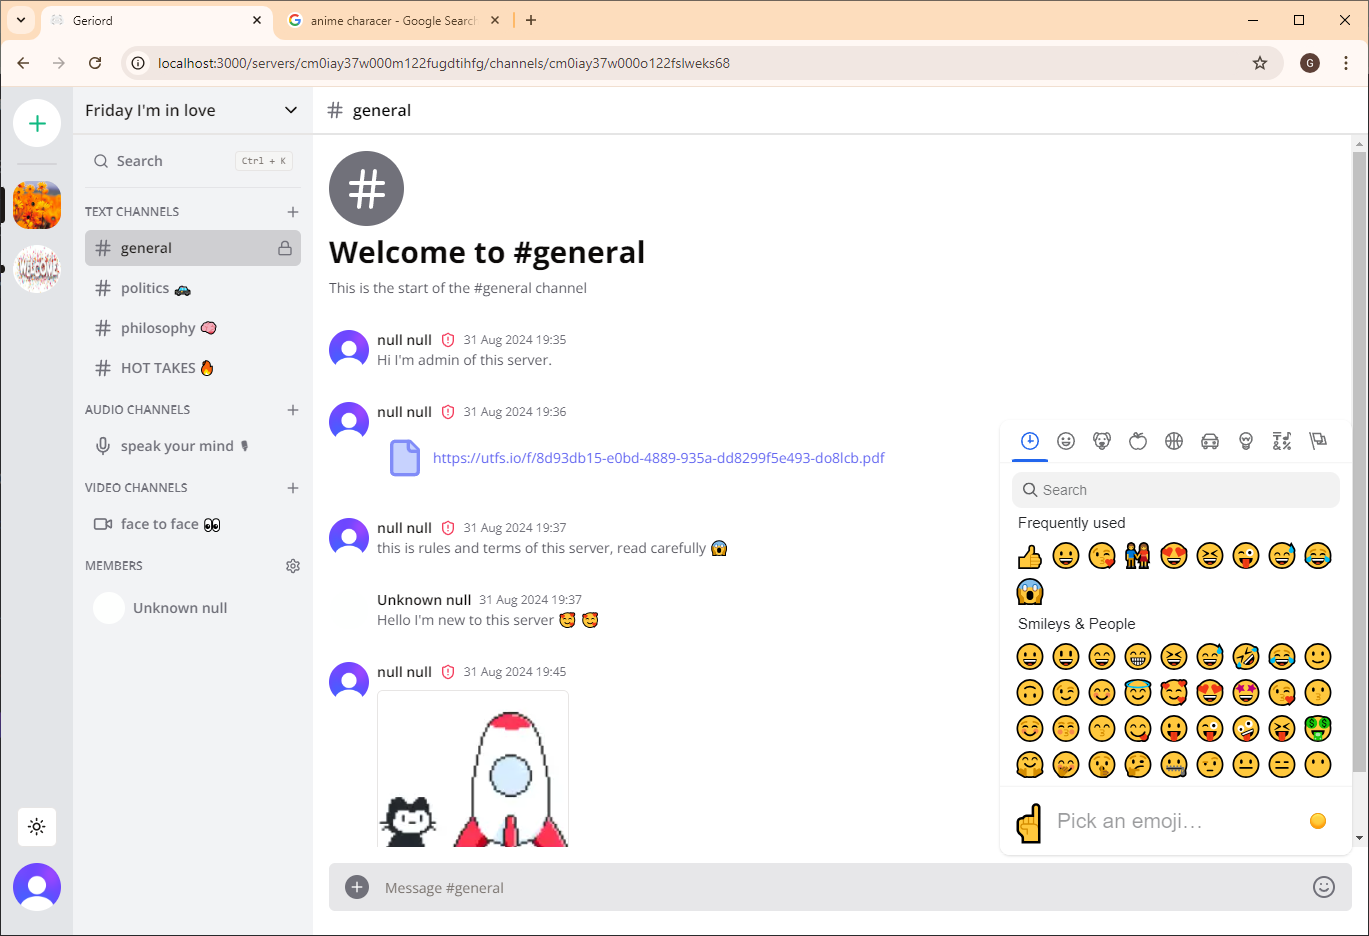 Geriord
anime characer - Google Search
localhost:3000/servers/cm0iay37w000m122fugdtihfg/channels/cm0iay37w000o122fslweks68
G
Friday I'm in love
# general
Search
Ctrl + K
WELCOME
TEXT CHANNELS
# general
# politics 🚓
# philosophy 🧠
# HOT TAKES 🔥
AUDIO CHANNELS
speak your mind 🎙
VIDEO CHANNELS
face to face 👀
MEMBERS
Unknown null
#
Welcome to #general
This is the start of the #general channel
null null 31 Aug 2024 19:35
Hi I'm admin of this server.
null null 31 Aug 2024 19:36
https://utfs.io/f/8d93db15-e0bd-4889-935a-dd8299f5e493-do8lcb.pdf
null null 31 Aug 2024 19:37
this is rules and terms of this server, read carefully 😱
Unknown null 31 Aug 2024 19:37
Hello I'm new to this server 🥰 🥰
null null 31 Aug 2024 19:45
Message #general
Search
Frequently used
Smileys & People
Pick an emoji…